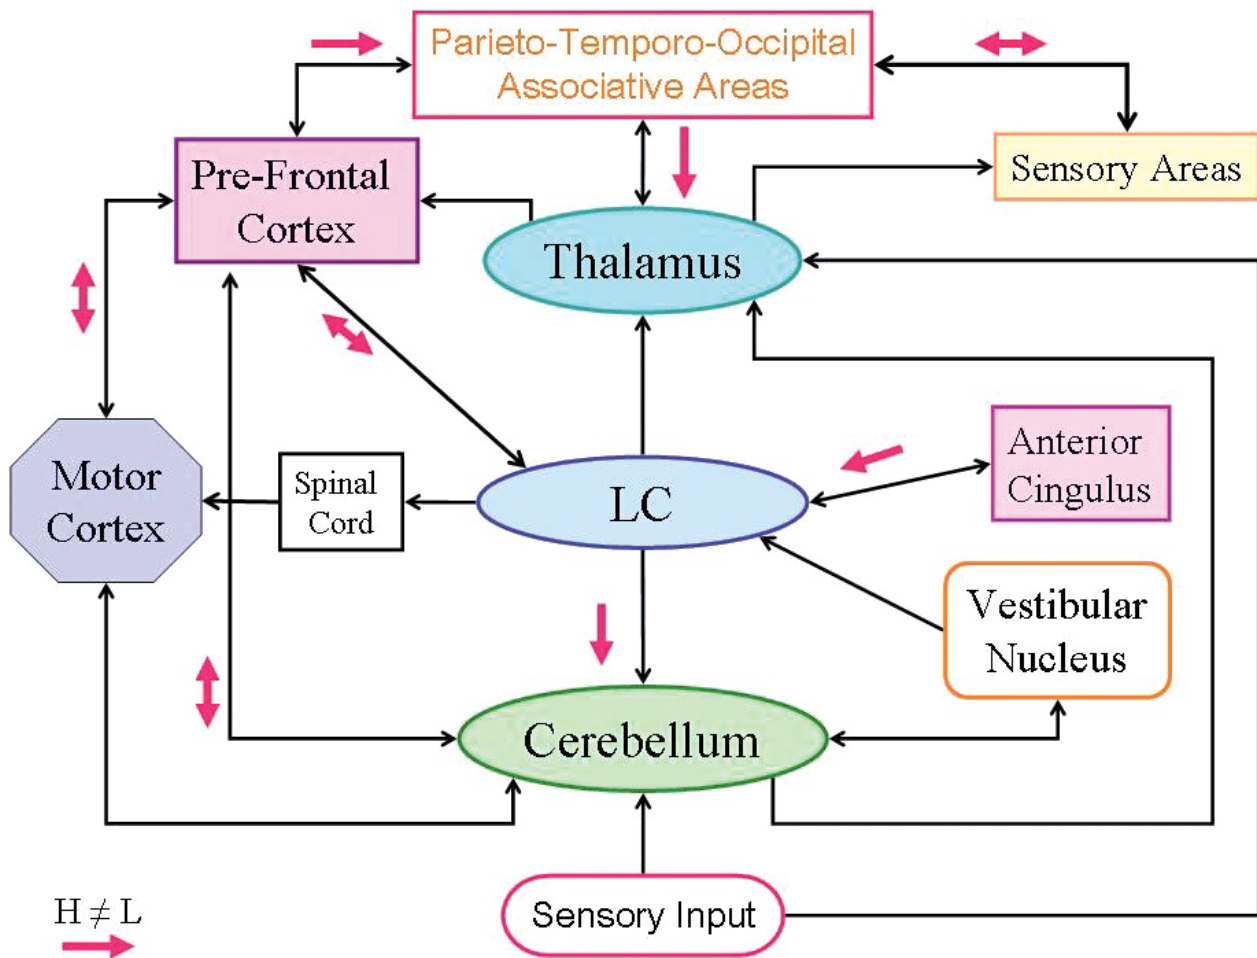 Parieto-Temporo-Occipital
Associative Areas
Pre-Frontal
Cortex
Sensory Areas
Thalamus
Motor
Cortex
Spinal
Cord
LC
Anterior
Cingulus
Vestibular
Nucleus
Cerebellum
Sensory Input
H ≠ L